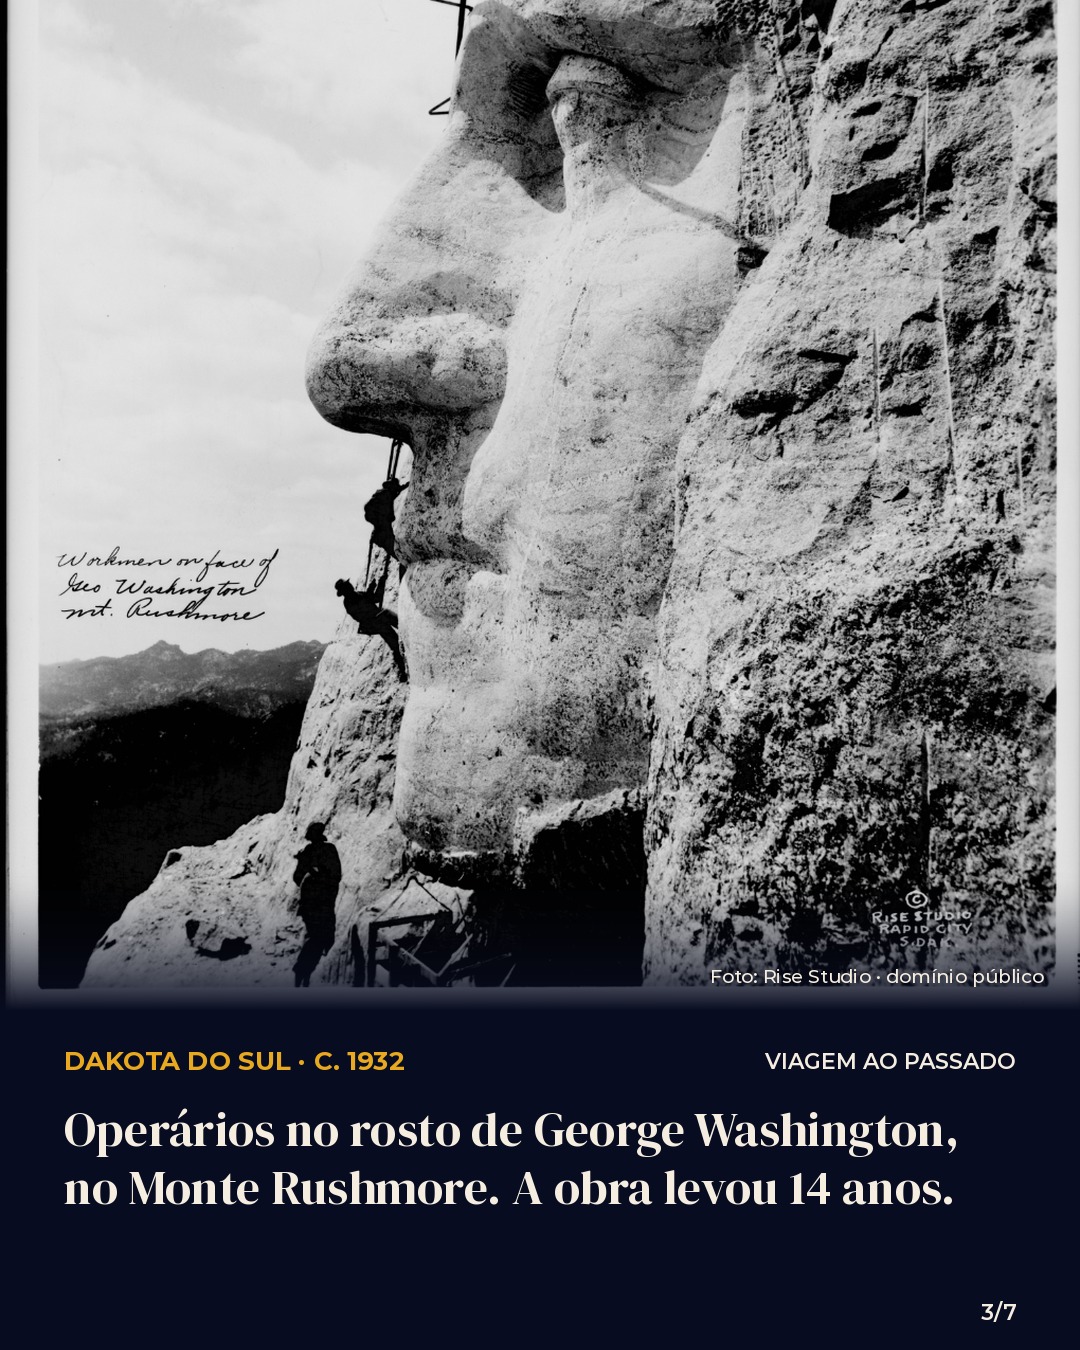 Workmen on face of
Geo Washington
mt. Rushmore
©
RISE STUDIO
RAPID CITY
S. DAK.
Foto: Rise Studio · domínio público
DAKOTA DO SUL · C. 1932
VIAGEM AO PASSADO
Operários no rosto de George Washington,
no Monte Rushmore. A obra levou 14 anos.
3/7